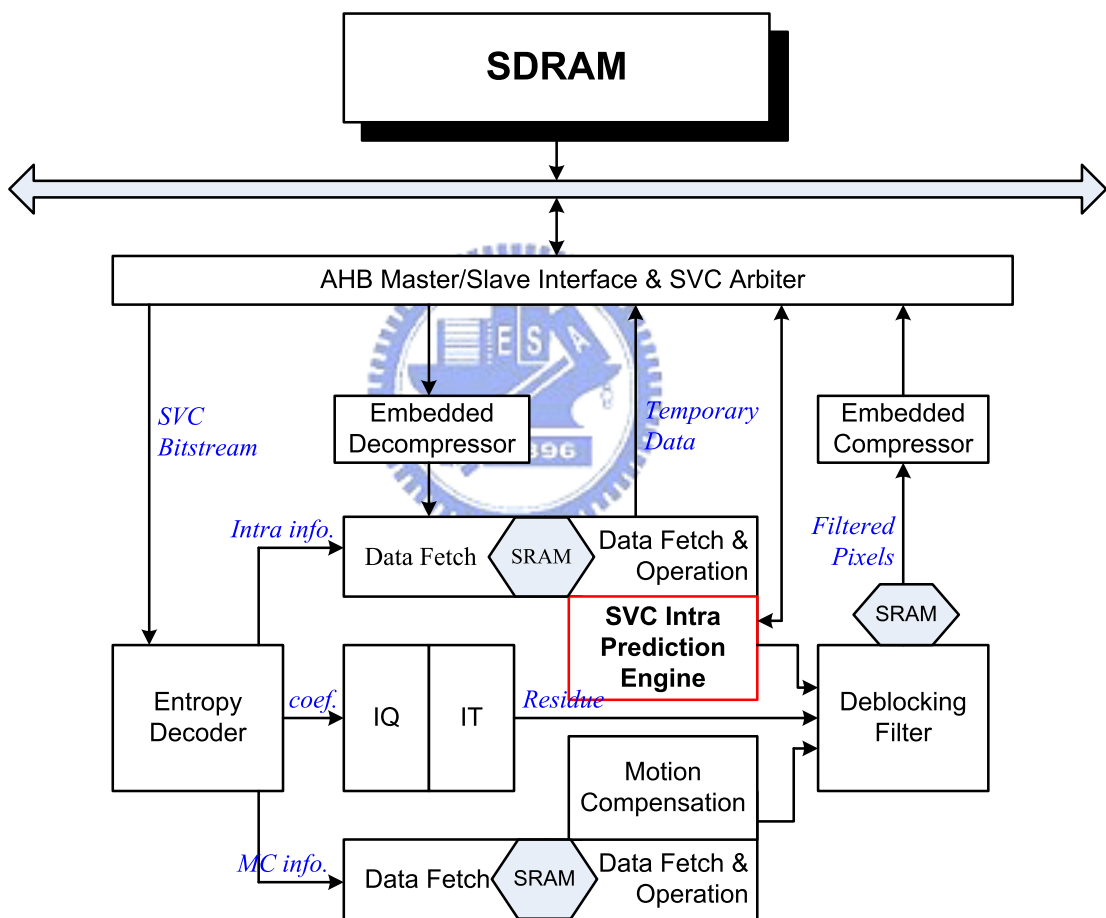 SDRAM
AHB Master/Slave Interface & SVC Arbiter
ESA
SVC
Bitstream
Embedded
Decompressor
896
Temporary
Data
Embedded
Compressor
Intra info.
Data Fetch
SRAM
Data Fetch &
Operation
Filtered
Pixels
SRAM
SVC Intra
Prediction
Engine
Entropy
Decoder
coef.
IQ
IT
Residue
Deblocking
Filter
Motion
Compensation
MC info.
Data Fetch
SRAM
Data Fetch &
Operation